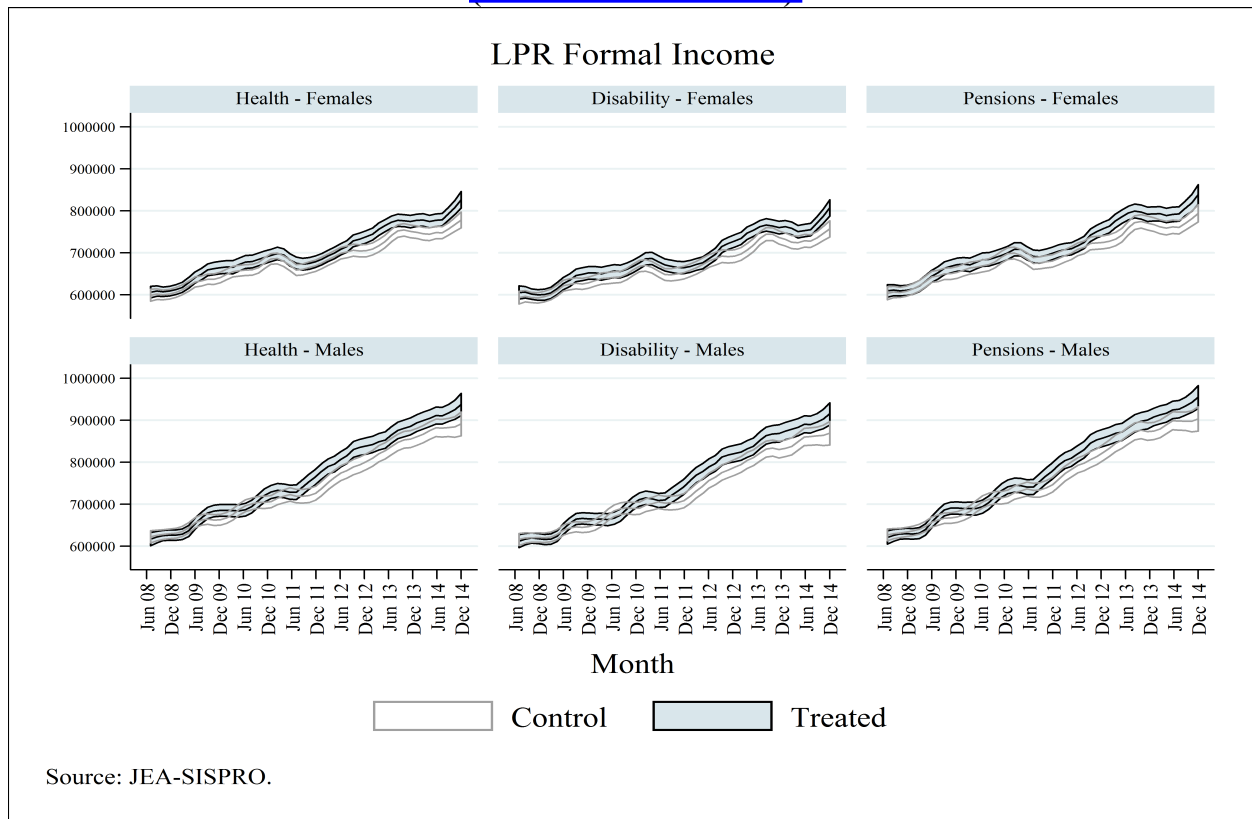 LPR Formal Income
Health - Females
Disability - Females
Pensions - Females
1000000
900000
800000
700000
600000
Health - Males
Disability - Males
Pensions - Males
1000000
900000
800000
700000
600000
Jun 08 Dec 08 Jun 09 Dec 09 Jun 10 Dec 10 Jun 11 Dec 11 Jun 12 Dec 12 Jun 13 Dec 13 Jun 14 Dec 14
Jun 08 Dec 08 Jun 09 Dec 09 Jun 10 Dec 10 Jun 11 Dec 11 Jun 12 Dec 12 Jun 13 Dec 13 Jun 14 Dec 14
Jun 08 Dec 08 Jun 09 Dec 09 Jun 10 Dec 10 Jun 11 Dec 11 Jun 12 Dec 12 Jun 13 Dec 13 Jun 14 Dec 14
Month
Control
Treated
Source: JEA-SISPRO.